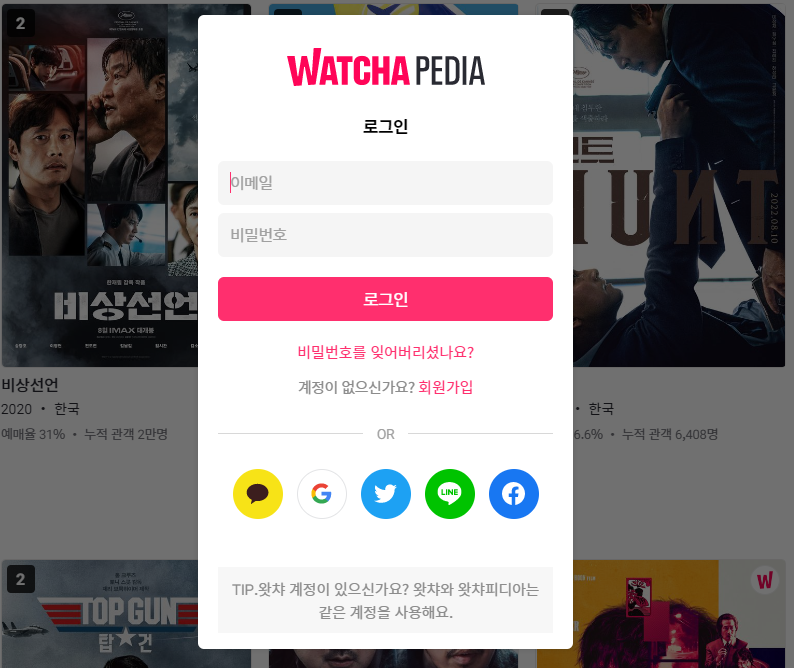 2
WATCHA PEDIA
로그인
이메일
비밀번호
로그인
비밀번호를 잊어버리셨나요?
계정이 없으신가요? 회원가입
OR
LINE
TIP.왓챠 계정이 있으신가요? 왓챠와 왓챠피디아는
같은 계정을 사용해요.
비상선언
8월 IMAX 대개봉
비상선언
2020 • 한국
예매율 31% • 누적 관객 2만명
HUNT
2022.08.10
• 한국
6.6% • 누적 관객 6,408명
2
TOP GUN
탑건
W